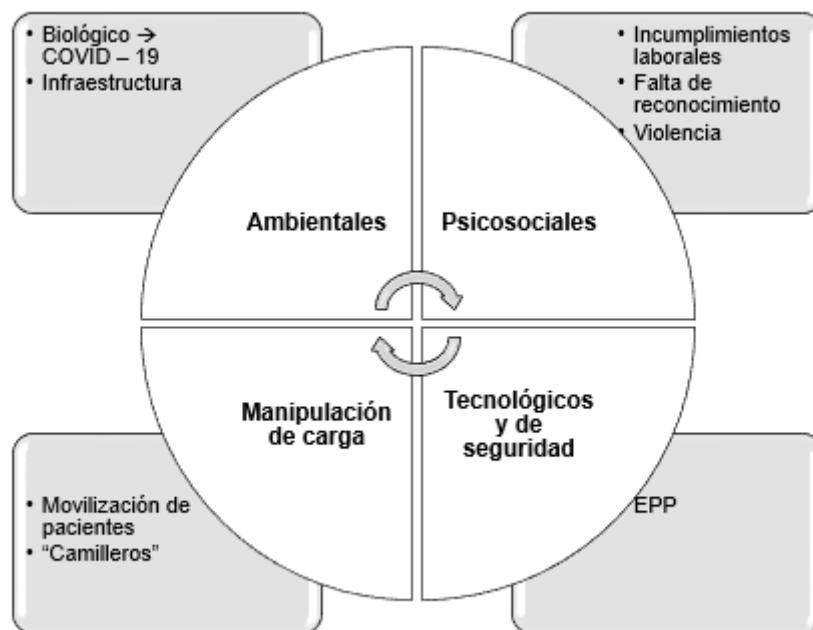 • Biológico →
COVID – 19
• Infraestructura
• Incumplimientos
laborales
• Falta de
reconocimiento
• Violencia
Ambientales
Psicosociales
Manipulación
de carga
Tecnológicos
y de
seguridad
• Movilización de
pacientes
• “Camilleros”
EPP